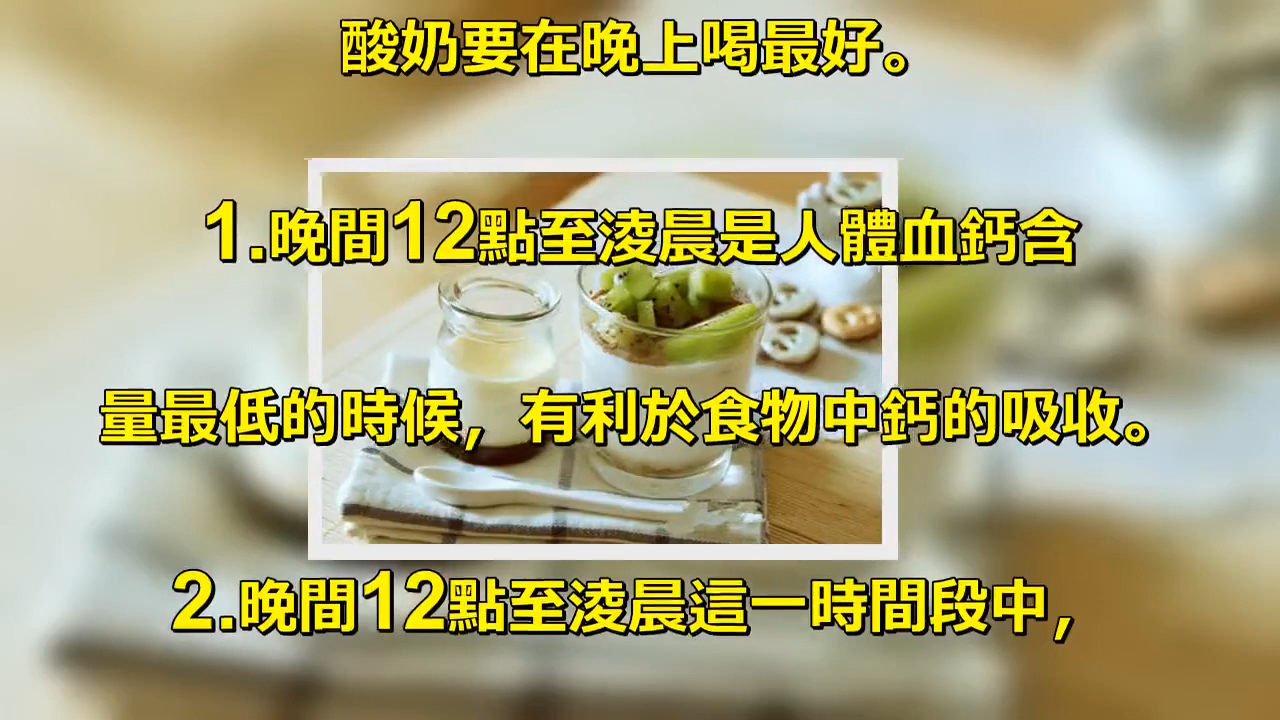 酸奶要在晚上喝最好。
1.晚間12點至淩晨是人體血鈣含
量最低的時候，有利於食物中鈣的吸收。
2.晚間12點至淩晨這一時間段中，